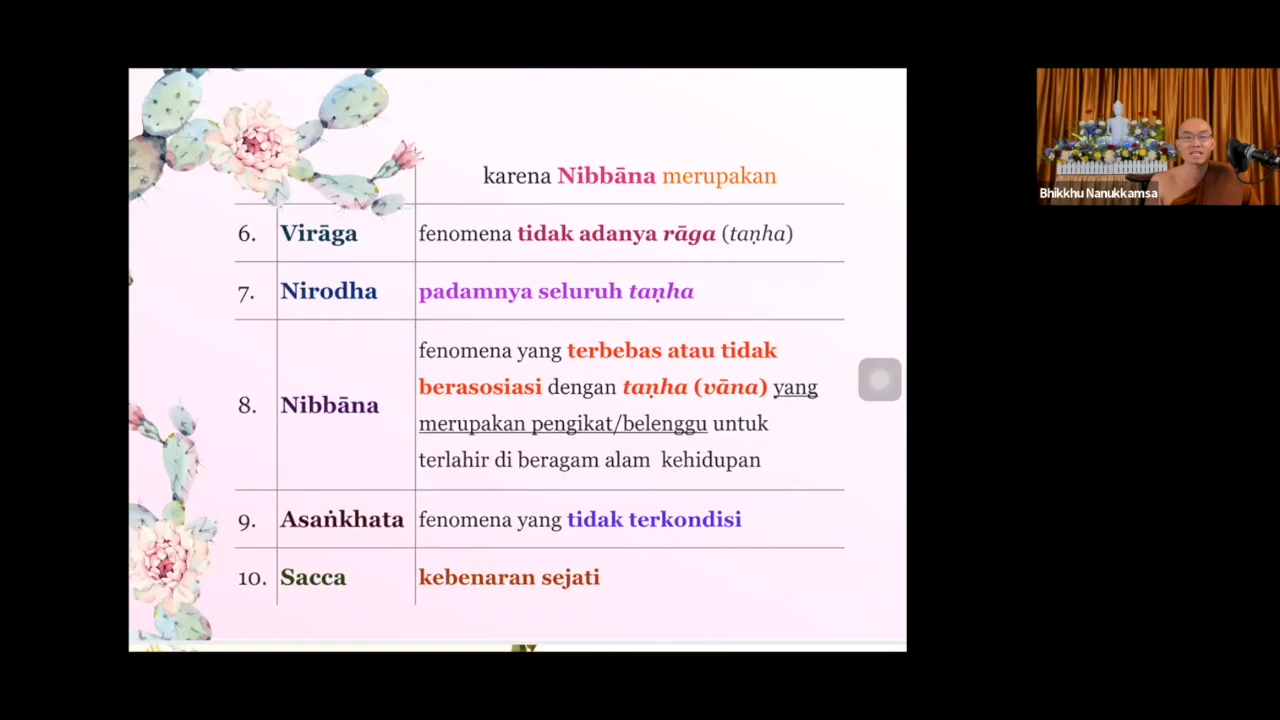 karena Nibbāna merupakan
6. Virāga fenomena tidak adanya rāga (taṇha)
7. Nirodha padamnya seluruh taṇha
fenomena yang terbebas atau tidak
berasosiasi dengan taṇha (vāna) yang
8. Nibbāna
merupakan pengikat/belenggu untuk
terlahir di beragam alam kehidupan
9. Asaṅkhata fenomena yang tidak terkondisi
10. Sacca kebenaran sejati
Bhikkhu Nanukkamsa